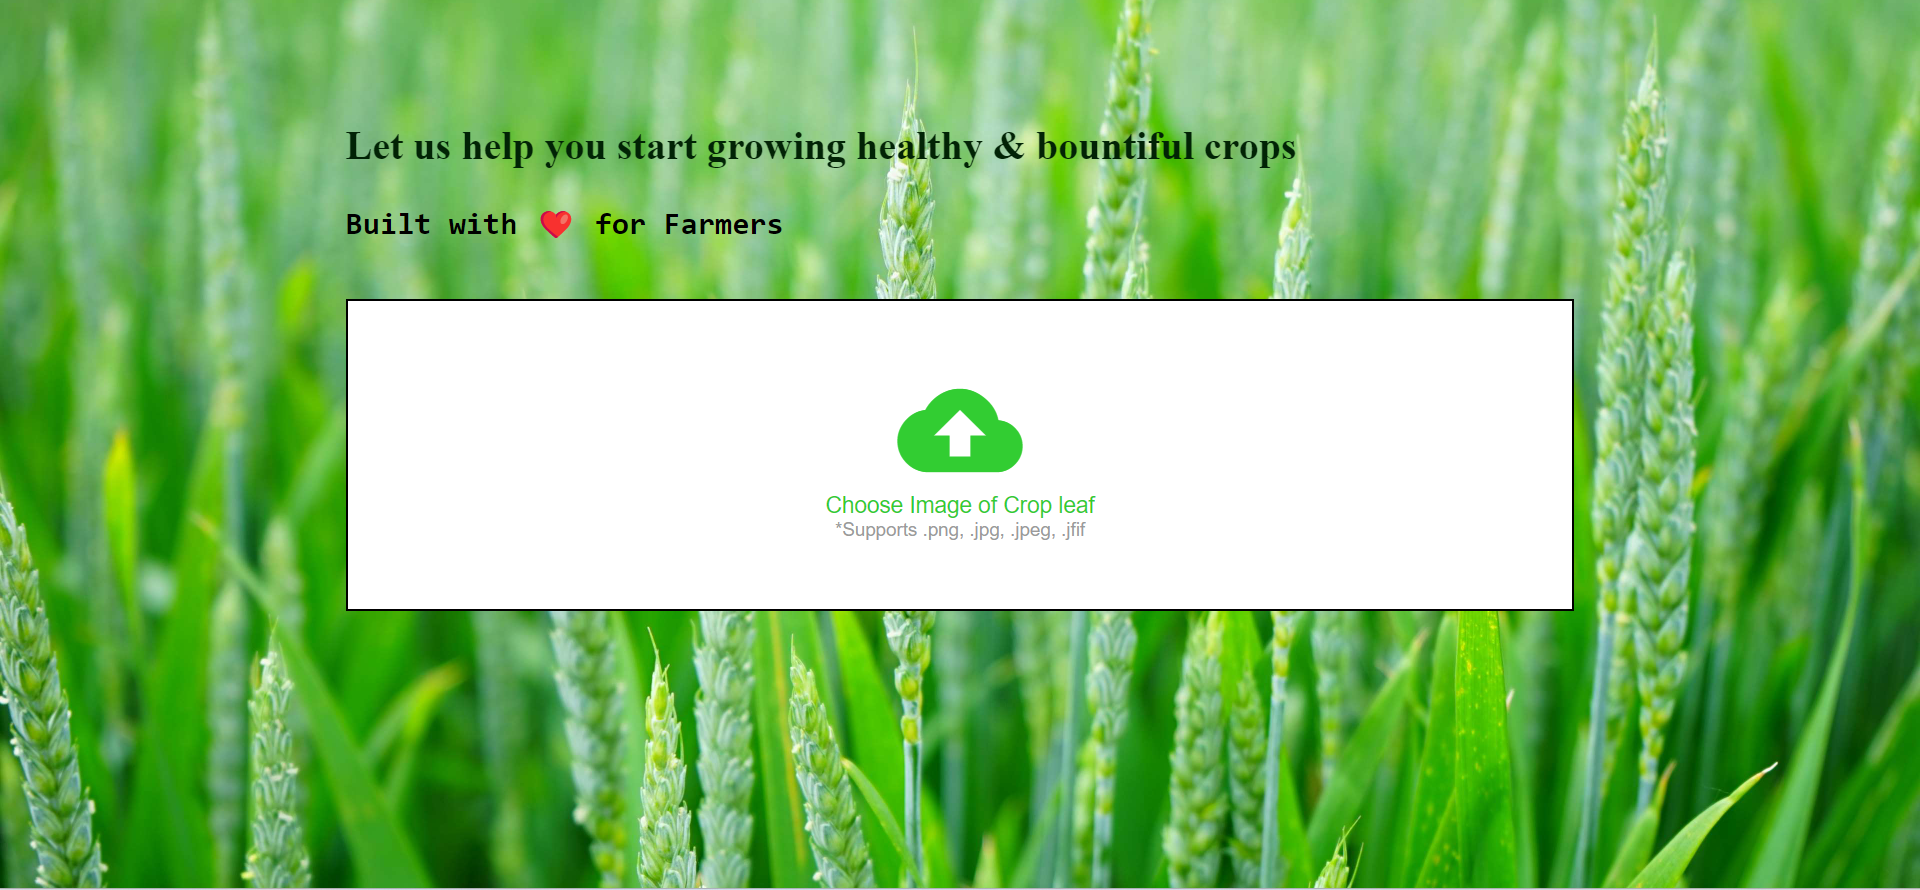 Let us help you start growing healthy & bountiful crops
Built with ❤️ for Farmers
Choose Image of Crop leaf
*Supports .png, .jpg, .jpeg, .jfif